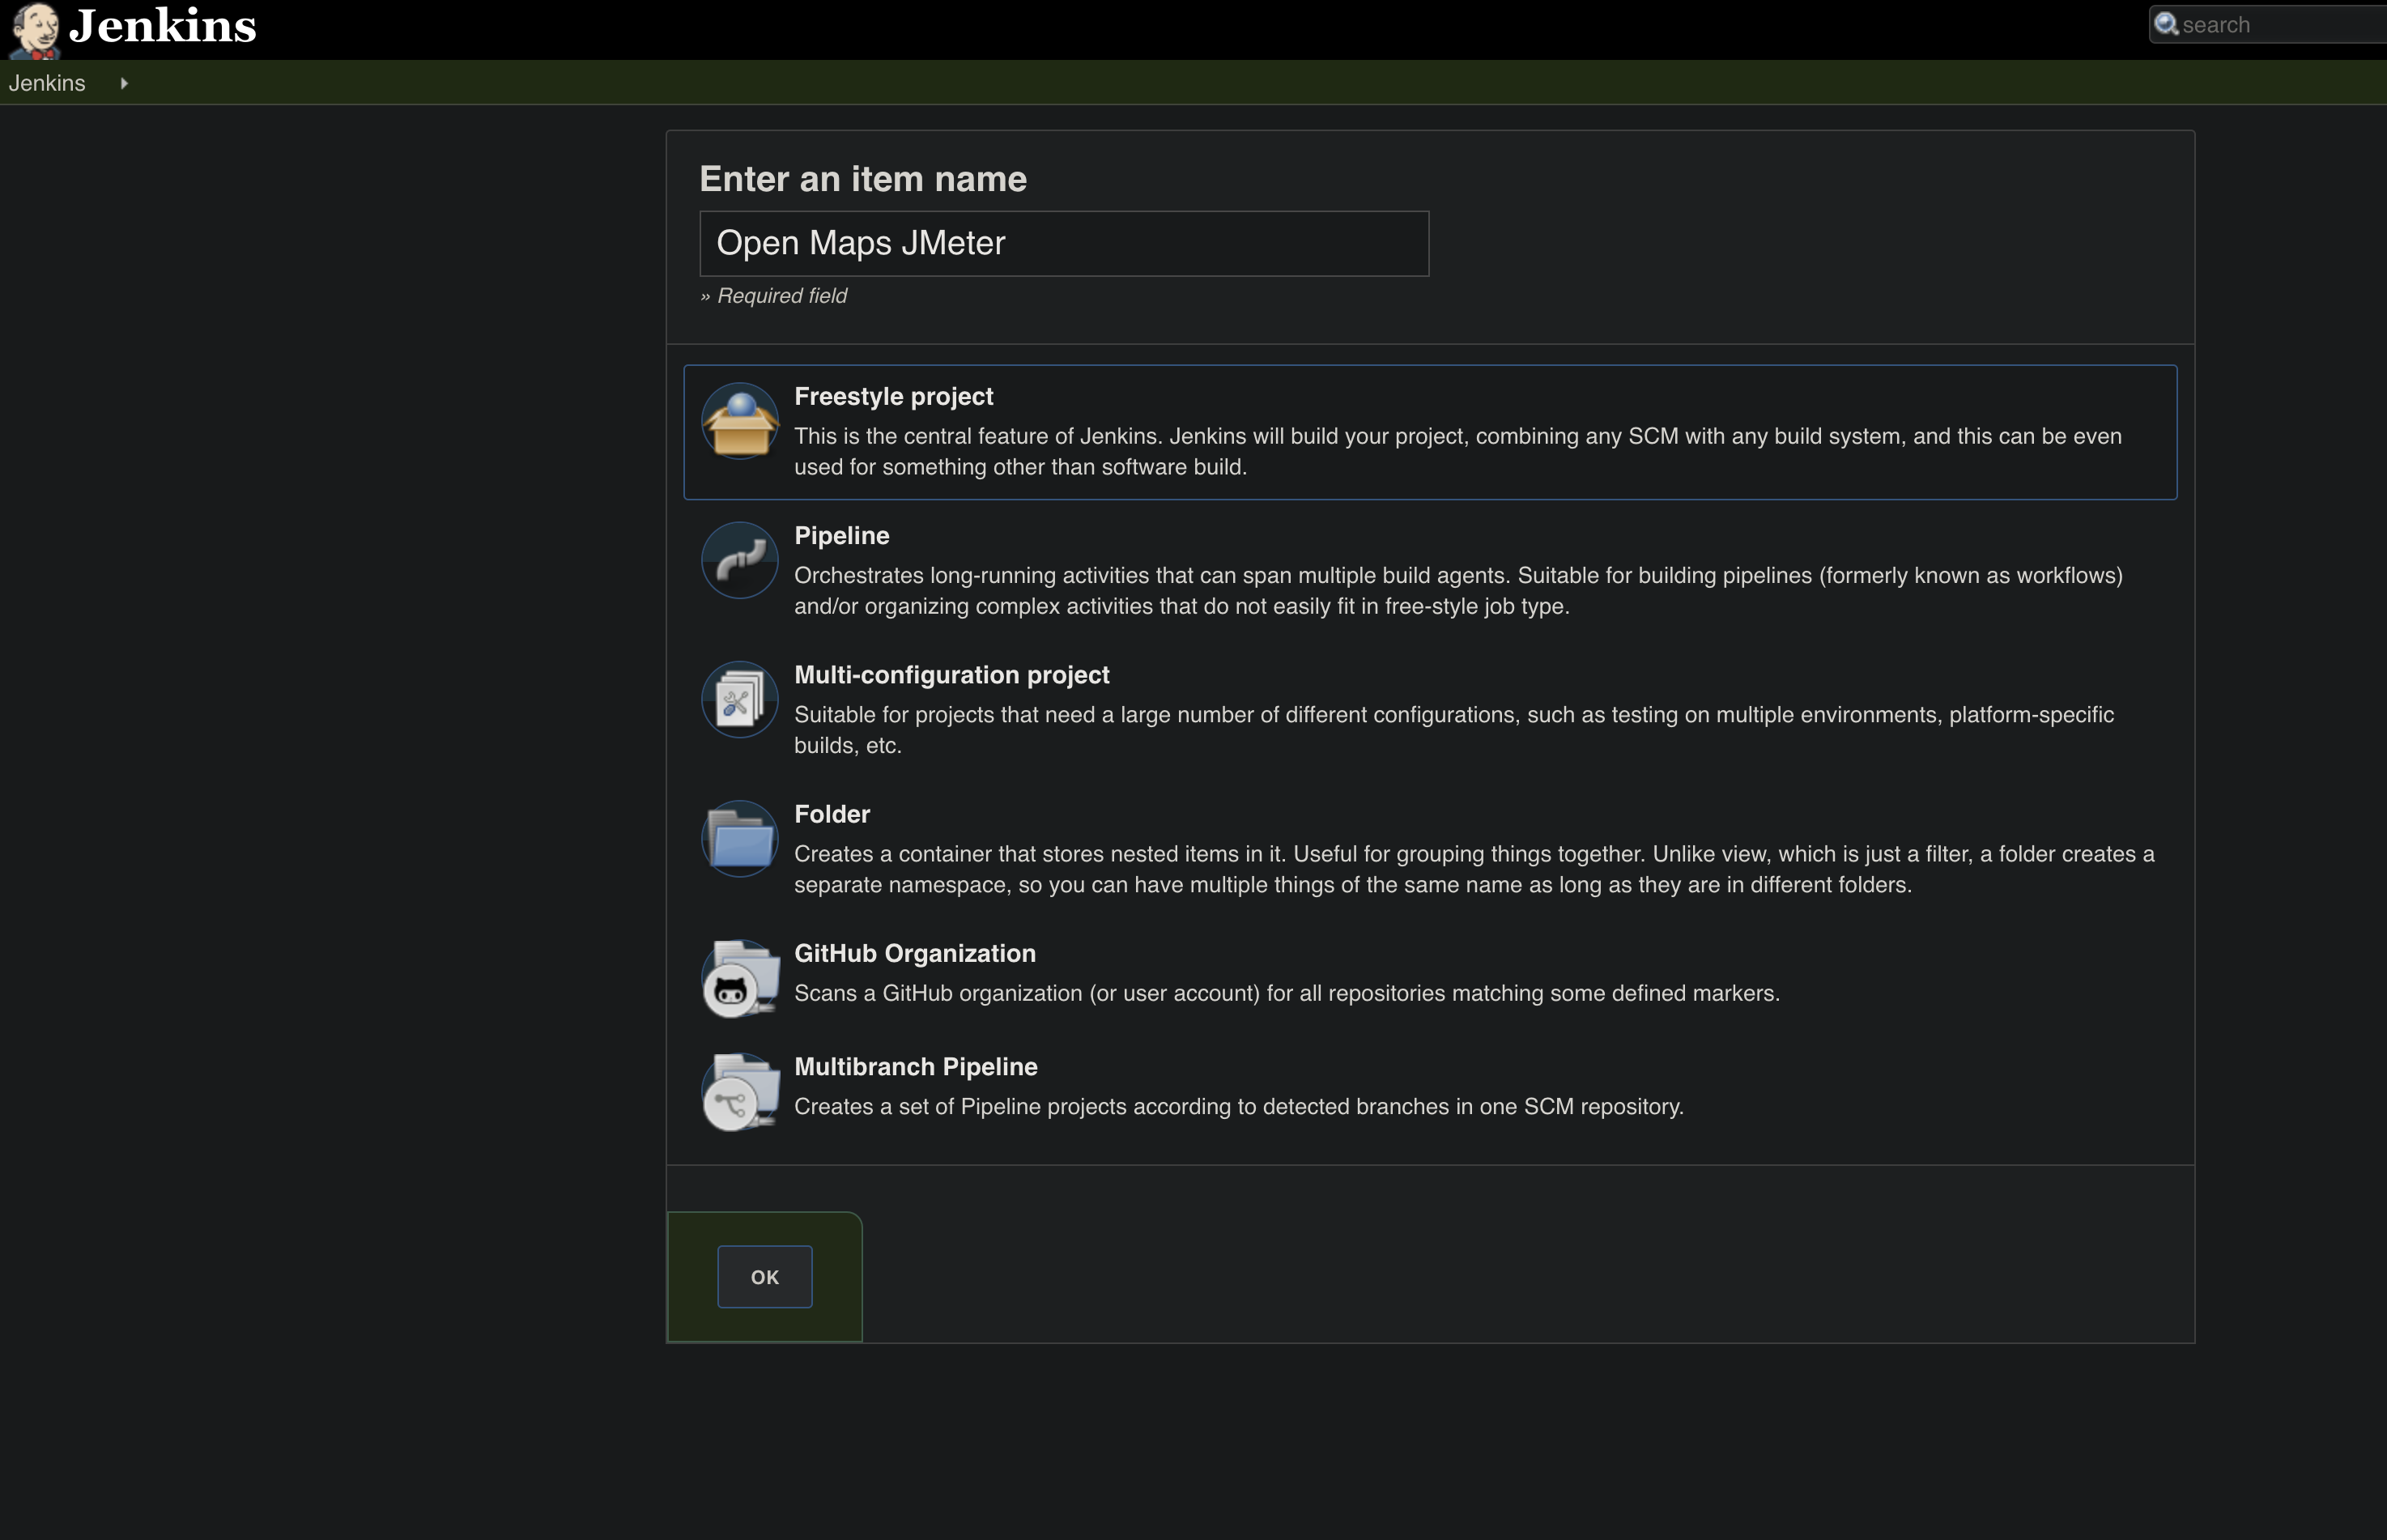 Jenkins
search
Jenkins
Enter an item name
Open Maps JMeter
» Required field
Freestyle project
This is the central feature of Jenkins. Jenkins will build your project, combining any SCM with any build system, and this can be even
used for something other than software build.
Pipeline
Orchestrates long-running activities that can span multiple build agents. Suitable for building pipelines (formerly known as workflows)
and/or organizing complex activities that do not easily fit in free-style job type.
Multi-configuration project
Suitable for projects that need a large number of different configurations, such as testing on multiple environments, platform-specific
builds, etc.
Folder
Creates a container that stores nested items in it. Useful for grouping things together. Unlike view, which is just a filter, a folder creates a
separate namespace, so you can have multiple things of the same name as long as they are in different folders.
GitHub Organization
Scans a GitHub organization (or user account) for all repositories matching some defined markers.
Multibranch Pipeline
Creates a set of Pipeline projects according to detected branches in one SCM repository.
OK